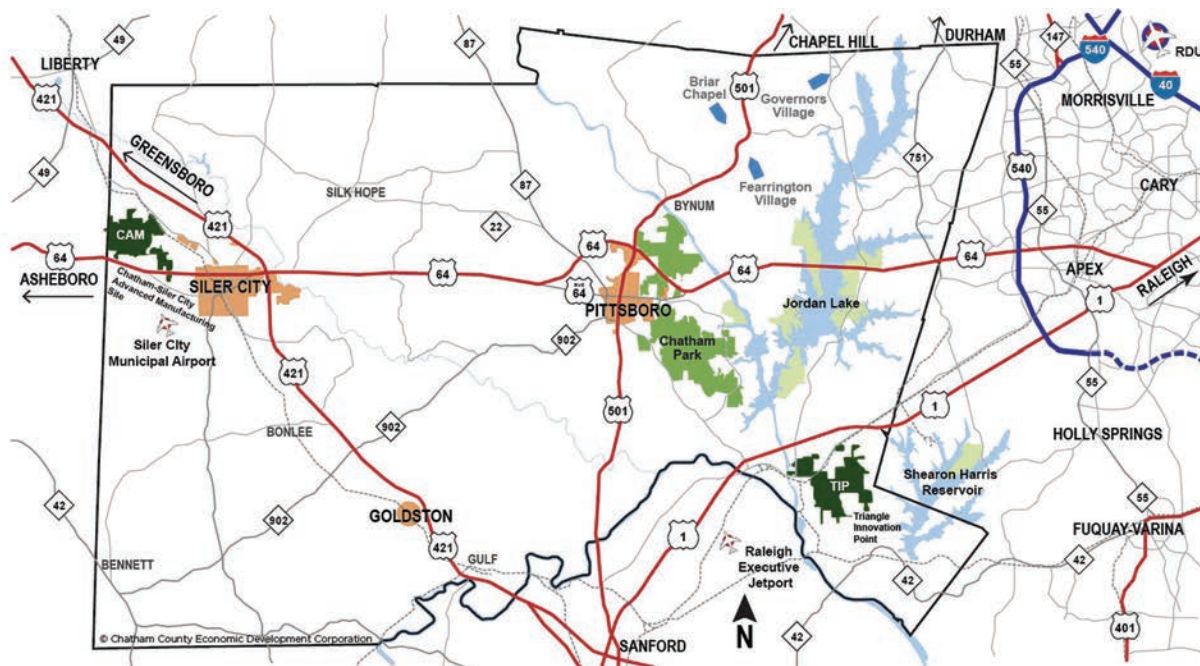 49
LIBERTY
421
GREENSBORO
49
87
SILK HOPE
87
22
421
CAM
64
ASHEBORO
Chatham-Siler City
Advanced Manufacturing
Site
SILER CITY
Siler City
Municipal Airport
64
64
64
PITTSBORO
902
501
CHAPEL HILL
DURHAM
Briar
Chapel
Governors
Village
Fearrington
Village
BYNUM
751
64
Jordan Lake
Chatham
Park
64
55
147
540
RDU
40
MORRISVILLE
540
CARY
55
APEX
1
RALEIGH
55
HOLLY SPRINGS
421
BONLEE
902
902
42
BENNETT
GOLDSTON
421
GULF
501
1
1
TIP
Triangle
Innovation
Point
Shearon Harris
Reservoir
Raleigh
Executive
Jetport
N
SANFORD
42
42
42
55
FUQUAY-VARINA
401
© Chatham County Economic Development Corporation